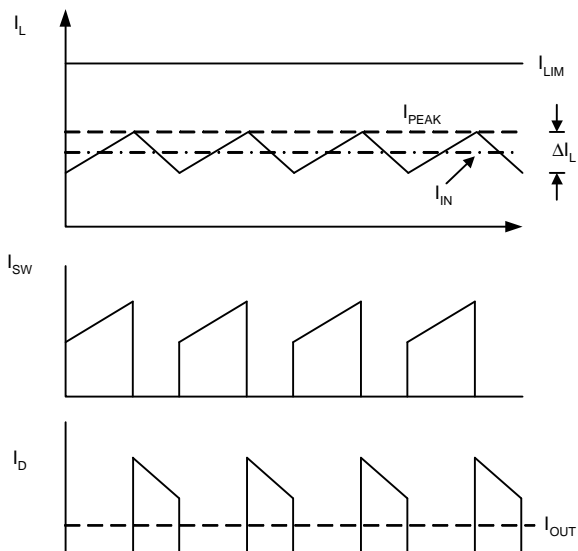 I_L
I_LIM
I_PEAK
ΔI_L
I_IN
I_SW
I_D
I_OUT